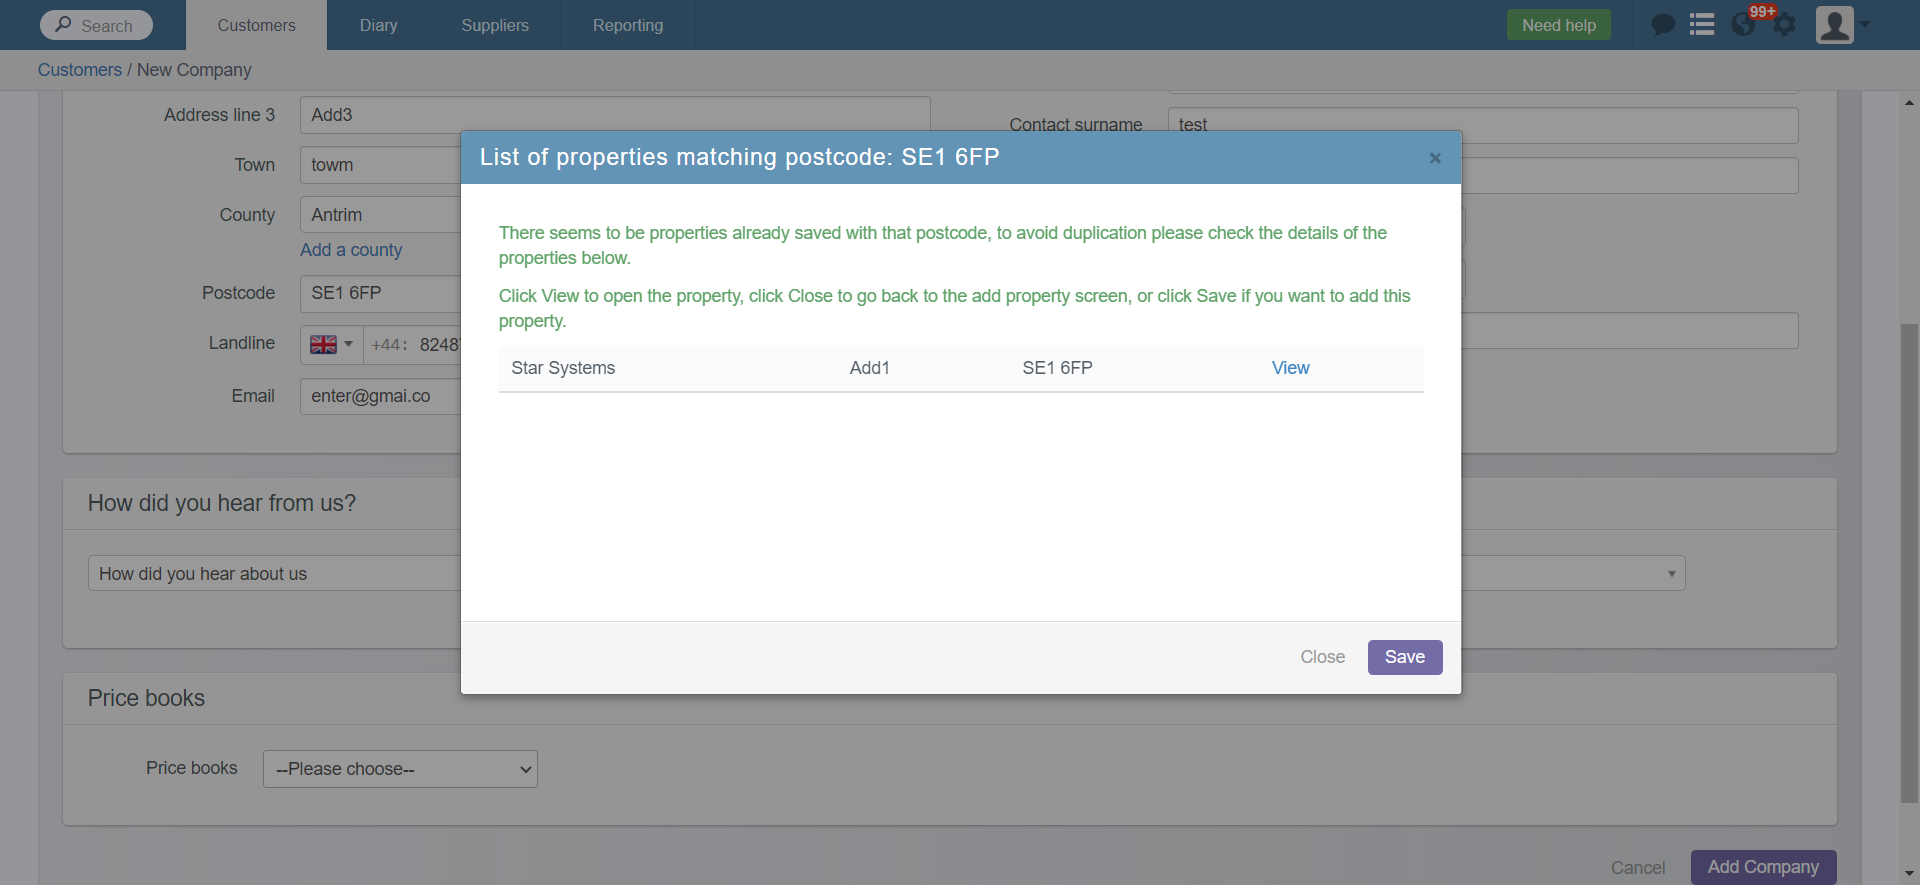 Search
Customers
Diary
Suppliers
Reporting
Need help
99+
Customers / New Company
Address line 3
Add3
Contact surname
test
Town
towm
County
Antrim
Add a county
Postcode
SE1 6FP
Landline
+44: 8248
Email
enter@gmai.co
List of properties matching postcode: SE1 6FP
×
There seems to be properties already saved with that postcode, to avoid duplication please check the details of the
properties below.
Click View to open the property, click Close to go back to the add property screen, or click Save if you want to add this
property.
Star Systems Add1 SE1 6FP View
Close
Save
How did you hear from us?
How did you hear about us
Price books
Price books
--Please choose--
Cancel
Add Company